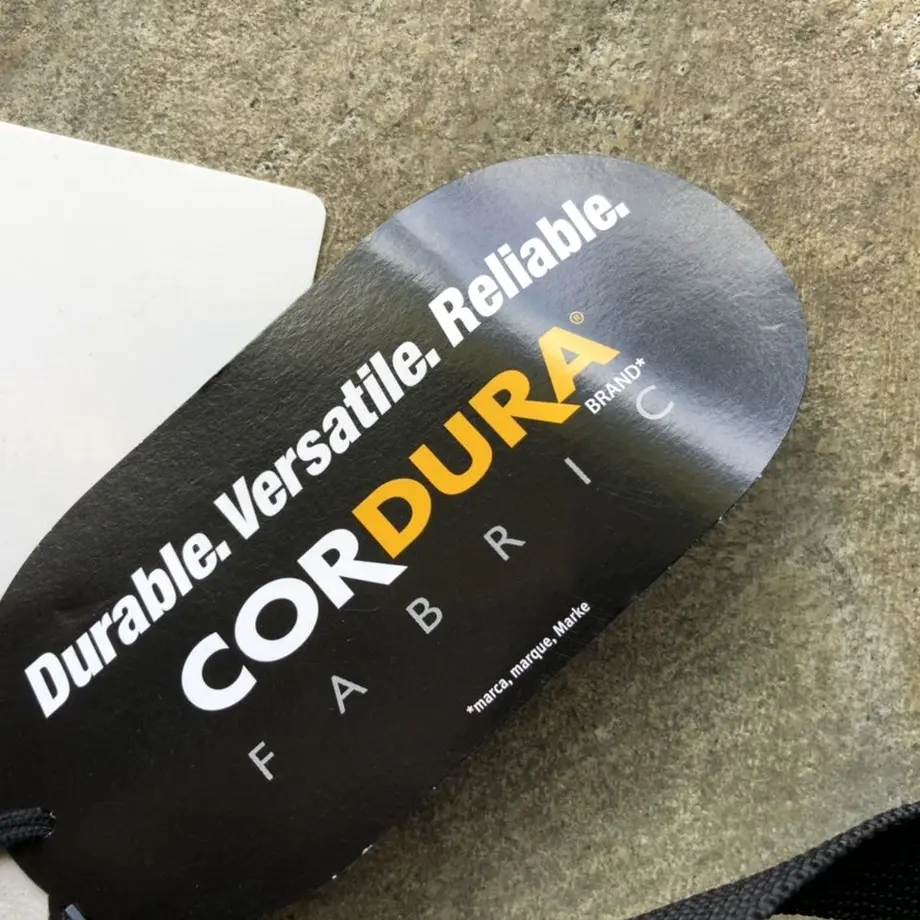 Durable. Versatile. Reliable.
CORDURA®
BRAND*
FABRIC
*marca, marque, Marke